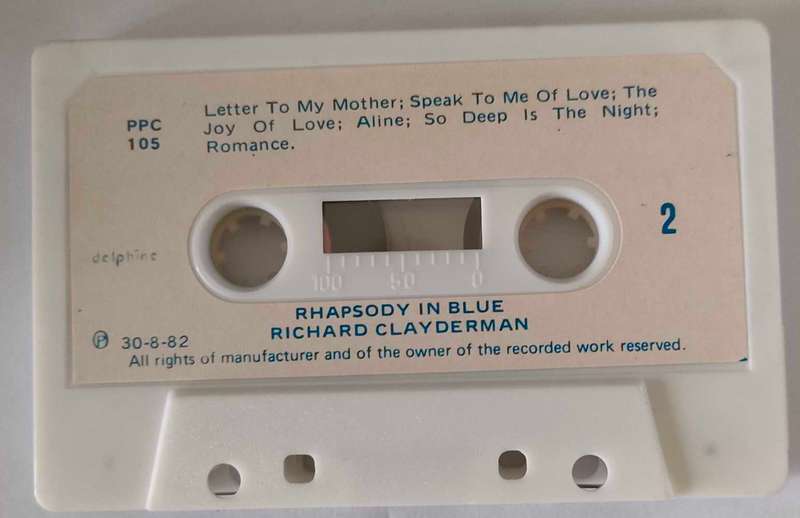 PPC
105
Letter To My Mother; Speak To Me Of Love; The
Joy Of Love; Aline; So Deep Is The Night;
Romance.
2
delphine
100 50 0
RHAPSODY IN BLUE
RICHARD CLAYDERMAN
℗ 30-8-82
All rights of manufacturer and of the owner of the recorded work reserved.